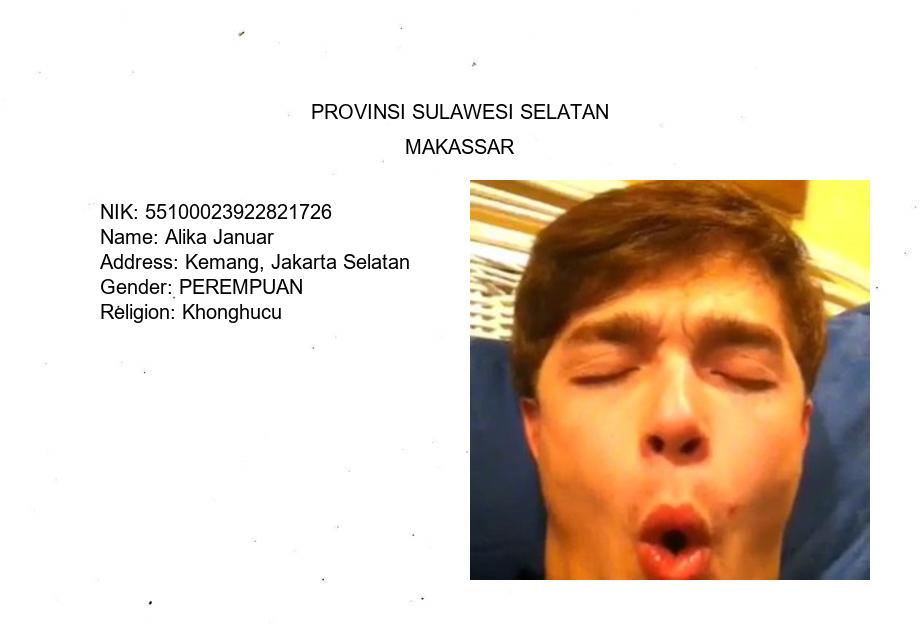 PROVINSI SULAWESI SELATAN
MAKASSAR
NIK: 55100023922821726
Name: Alika Januar
Address: Kemang, Jakarta Selatan
Gender: PEREMPUAN
Religion: Khonghucu